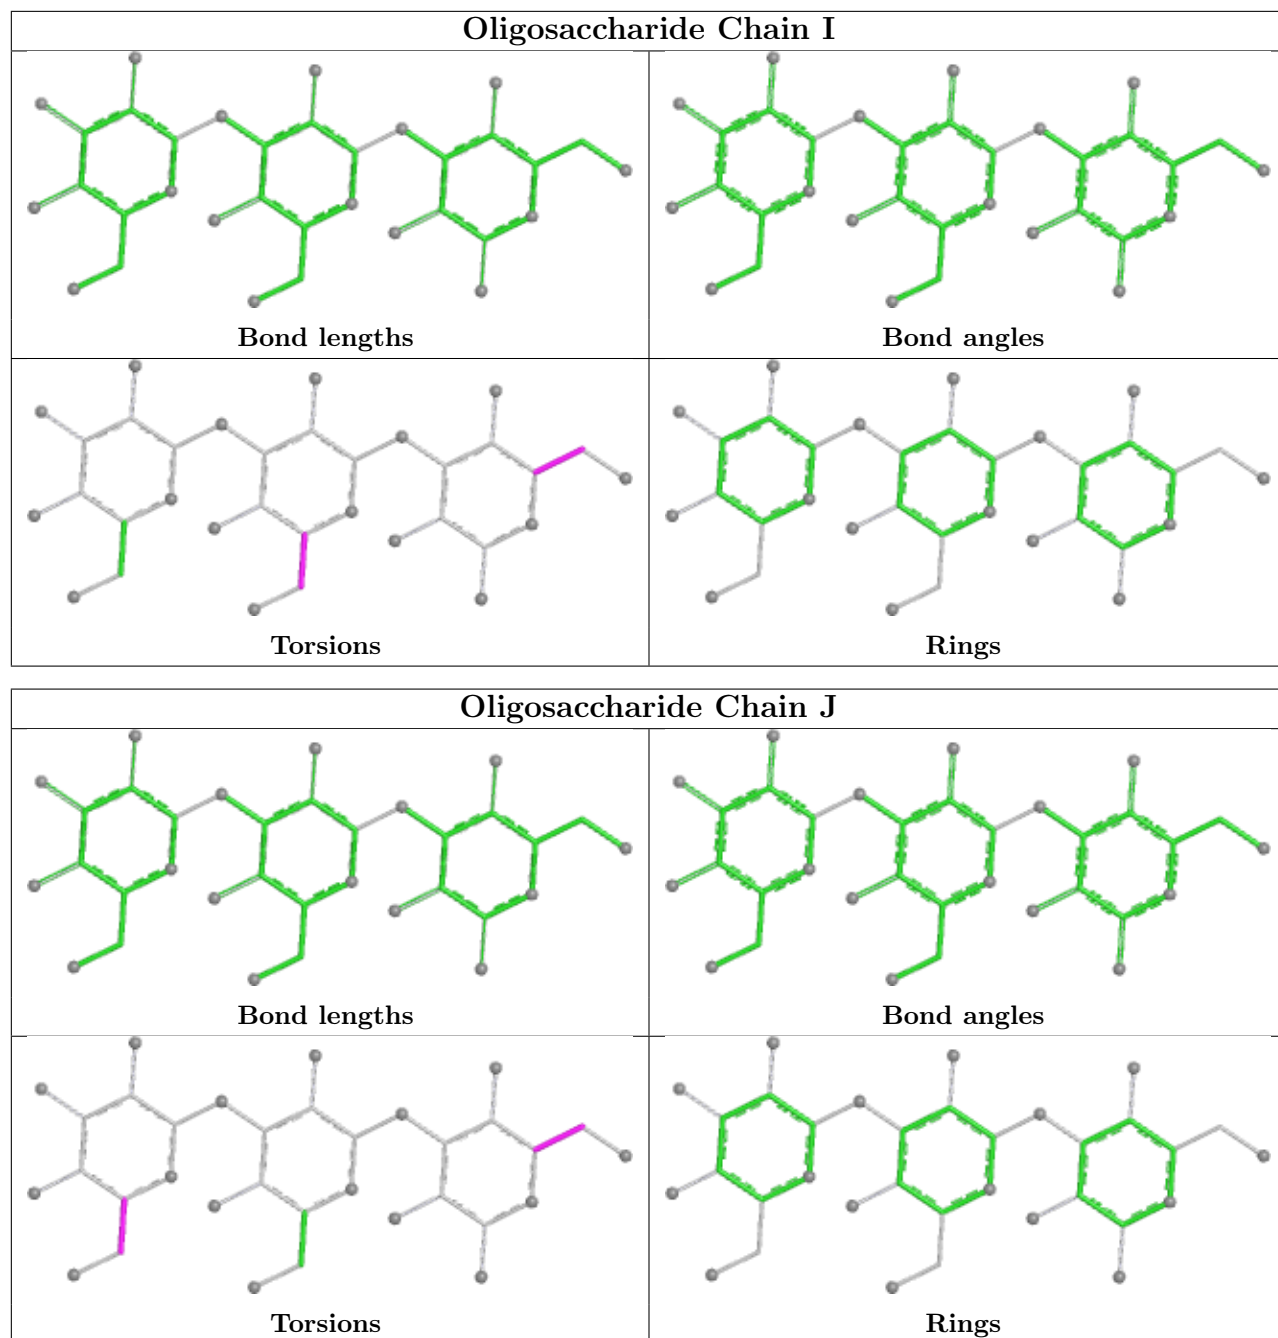 Oligosaccharide Chain I
Bond lengths
Bond angles
Torsions
Rings
Oligosaccharide Chain J
Bond lengths
Bond angles
Torsions
Rings